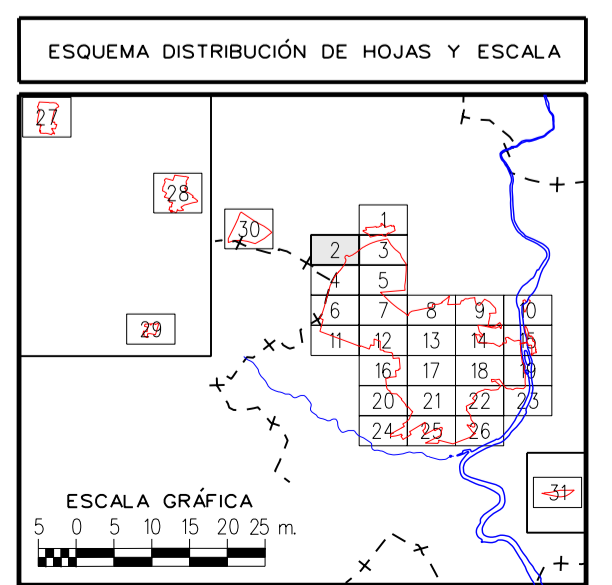 ESQUEMA DISTRIBUCIÓN DE HOJAS Y ESCALA
27
28
30
1
2 3
4 5
29
6 7 8 9 10
11 12 13 14 15
16 17 18 19
20 21 22 23
24 25 26
31
ESCALA GRÁFICA
5 0 5 10 15 20 25 m.